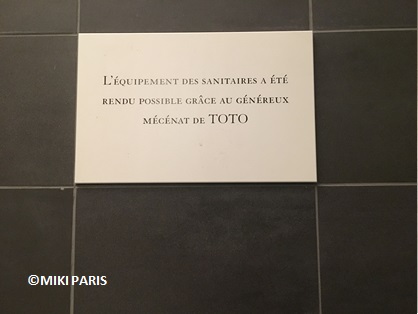 L'ÉQUIPEMENT DES SANITAIRES A ÉTÉ
RENDU POSSIBLE GRÂCE AU GÉNÉREUX
MÉCÉNAT DE TOTO
©MIKI PARIS